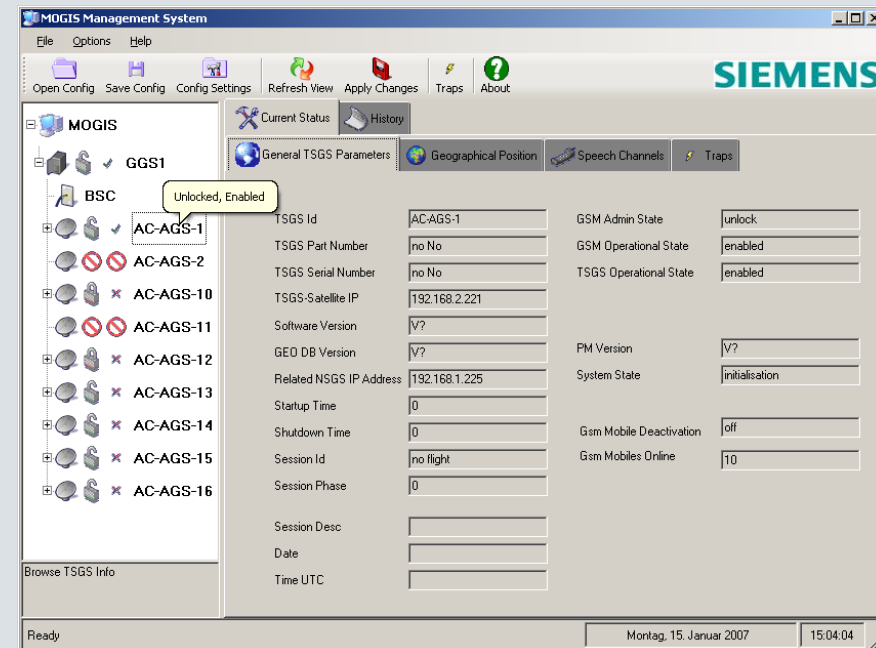 MOGIS Management System
File Options Help
Open Config Save Config Config Settings Refresh View Apply Changes Traps About
SIEMENS
MOGIS
GGS1
BSC
AC-AGS-1
AC-AGS-2
AC-AGS-10
AC-AGS-11
AC-AGS-12
AC-AGS-13
AC-AGS-14
AC-AGS-15
AC-AGS-16
Unlocked, Enabled
Browse TSGS Info
Current Status History
General TSGS Parameters Geographical Position Speech Channels Traps
TSGS Id AC-AGS-1
TSGS Part Number no No
TSGS Serial Number no No
TSGS-Satellite IP 192.168.2.221
Software Version V?
GEO DB Version V?
Related NSGS IP Address 192.168.1.225
Startup Time 0
Shutdown Time 0
Session Id no flight
Session Phase 0
Session Desc
Date
Time UTC
GSM Admin State unlock
GSM Operational State enabled
TSGS Operational State enabled
PM Version V?
System State initialisation
Gsm Mobile Deactivation off
Gsm Mobiles Online 10
Ready Montag, 15. Januar 2007 15:04:04